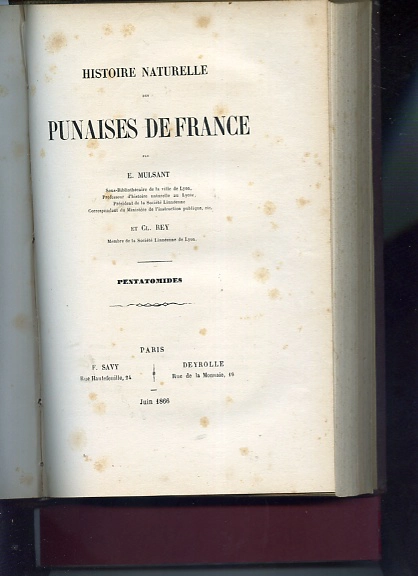 HISTOIRE NATURELLE
DES
PUNAISES DE FRANCE
PAR
E. MULSANT
Sous-Bibliothécaire de la ville de Lyon,
Professeur d'histoire naturelle au Lycée,
Président de la Société Linnéenne
Correspondant du Ministère de l'instruction publique, etc.
ET CL. REY
Membre de la Société Linnéenne de Lyon.
PENTATOMIDES
PARIS
F. SAVY
Rue Hautefeuille, 24
DEYROLLE
Rue de la Monnaie, 19
Juin 1866